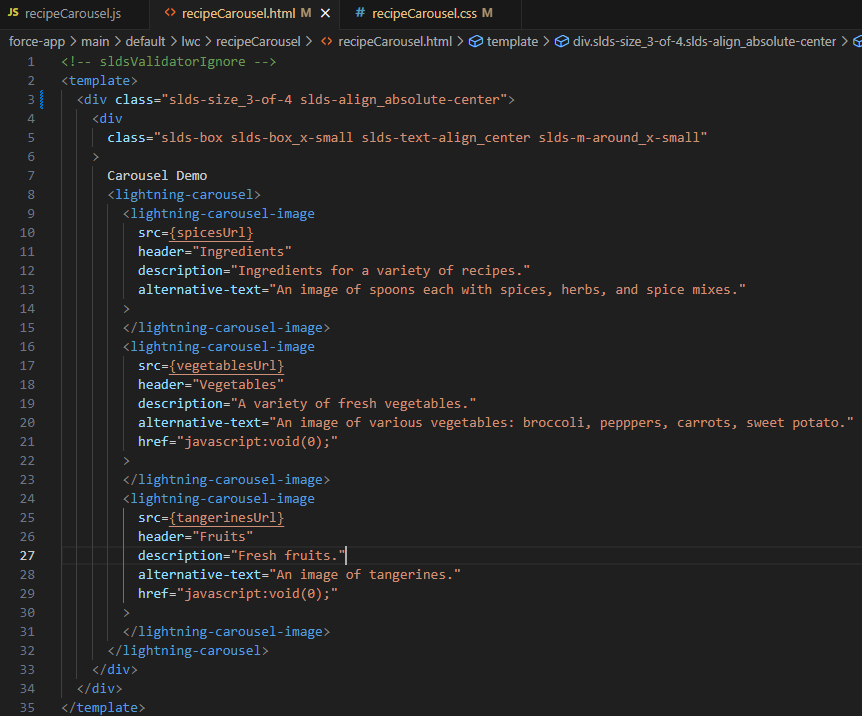 JS recipeCarousel.js
<> recipeCarousel.html M ×
# recipeCarousel.css M
force-app > main > default > lwc > recipeCarousel > <> recipeCarousel.html > template > div.slds-size_3-of-4.slds-align_absolute-center >
1 <!-- sldsValidatorIgnore -->
2 <template>
3 <div class="slds-size_3-of-4 slds-align_absolute-center">
4 <div
5 class="slds-box slds-box_x-small slds-text-align_center slds-m-around_x-small"
6 >
7 Carousel Demo
8 <lightning-carousel>
9 <lightning-carousel-image
10 src={spicesUrl}
11 header="Ingredients"
12 description="Ingredients for a variety of recipes."
13 alternative-text="An image of spoons each with spices, herbs, and spice mixes."
14 >
15 </lightning-carousel-image>
16 <lightning-carousel-image
17 src={vegetablesUrl}
18 header="Vegetables"
19 description="A variety of fresh vegetables."
20 alternative-text="An image of various vegetables: broccoli, pepppers, carrots, sweet potato."
21 href="javascript:void(0);"
22 >
23 </lightning-carousel-image>
24 <lightning-carousel-image
25 src={tangerinesUrl}
26 header="Fruits"
27 description="Fresh fruits."
28 alternative-text="An image of tangerines."
29 href="javascript:void(0);"
30 >
31 </lightning-carousel-image>
32 </lightning-carousel>
33 </div>
34 </div>
35 </template>